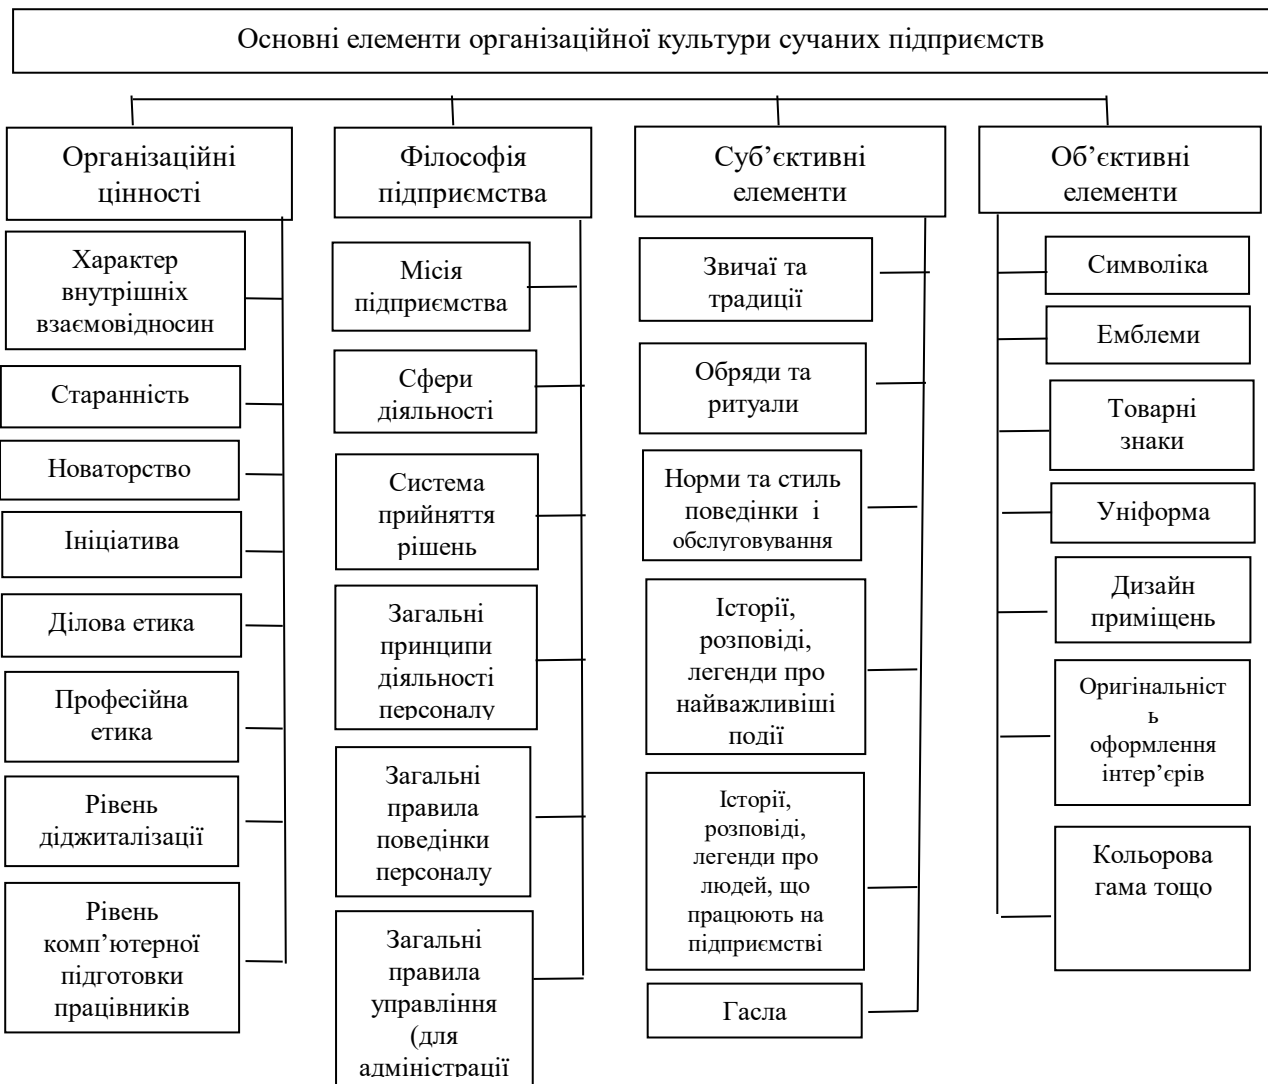 Основні елементи організаційної культури сучаних підприємств
Організаційні
цінності
Характер
внутрішніх
взаємовідносин
Старанність
Новаторство
Ініціатива
Ділова етика
Професійна
етика
Рівень
діджиталізації
Рівень
комп’ютерної
підготовки
працівників
Філософія
підприємства
Місія
підприємства
Сфери
діяльності
Система
прийняття
рішень
Загальні
принципи
діяльності
персоналу
Загальні
правила
поведінки
персоналу
Загальні
правила
управління
(для
адміністрації
Суб’єктивні
елементи
Звичаї та
традиції
Обряди та
ритуали
Норми та стиль
поведінки і
обслуговування
Історії,
розповіді,
легенди про
найважливіші
події
Історії,
розповіді,
легенди про
людей, що
працюють на
підприємстві
Гасла
Об’єктивні
елементи
Символіка
Емблеми
Товарні
знаки
Уніформа
Дизайн
приміщень
Оригінальніст
ь
оформлення
інтер’єрів
Кольорова
гама тощо